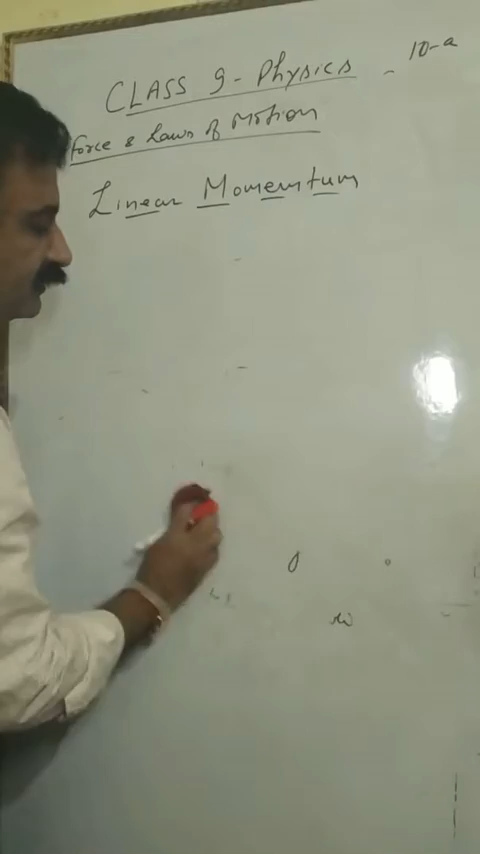 CLASS 9 - Physics - 10-a
Force & Laws of Motion
Linear Momentum